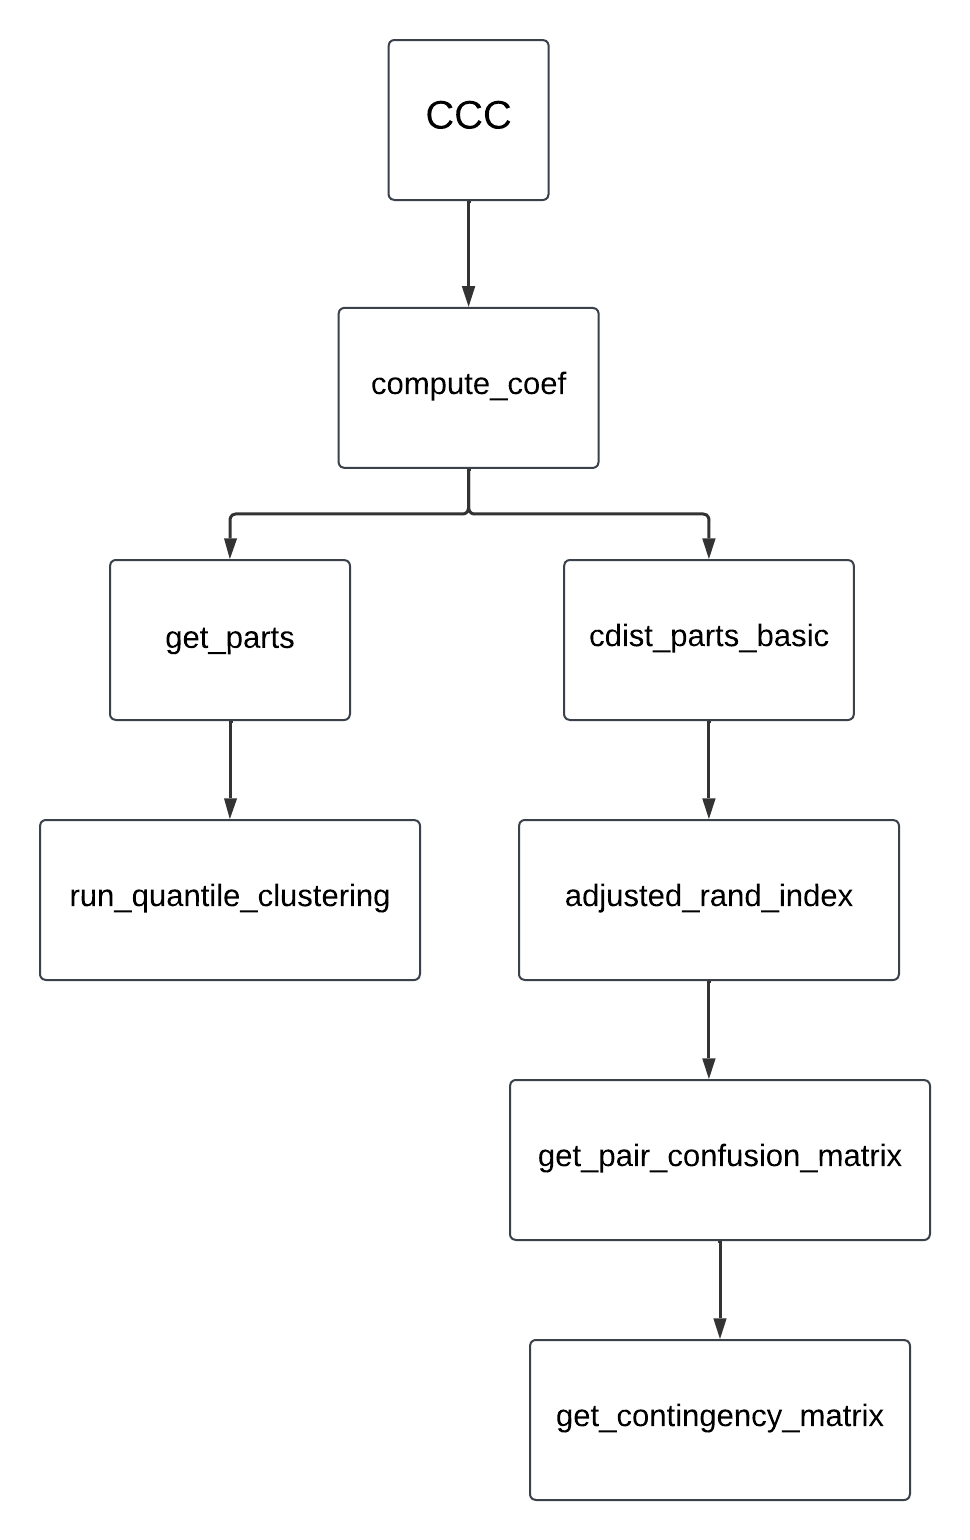 CCC
compute_coef
get_parts
cdist_parts_basic
run_quantile_clustering
adjusted_rand_index
get_pair_confusion_matrix
get_contingency_matrix